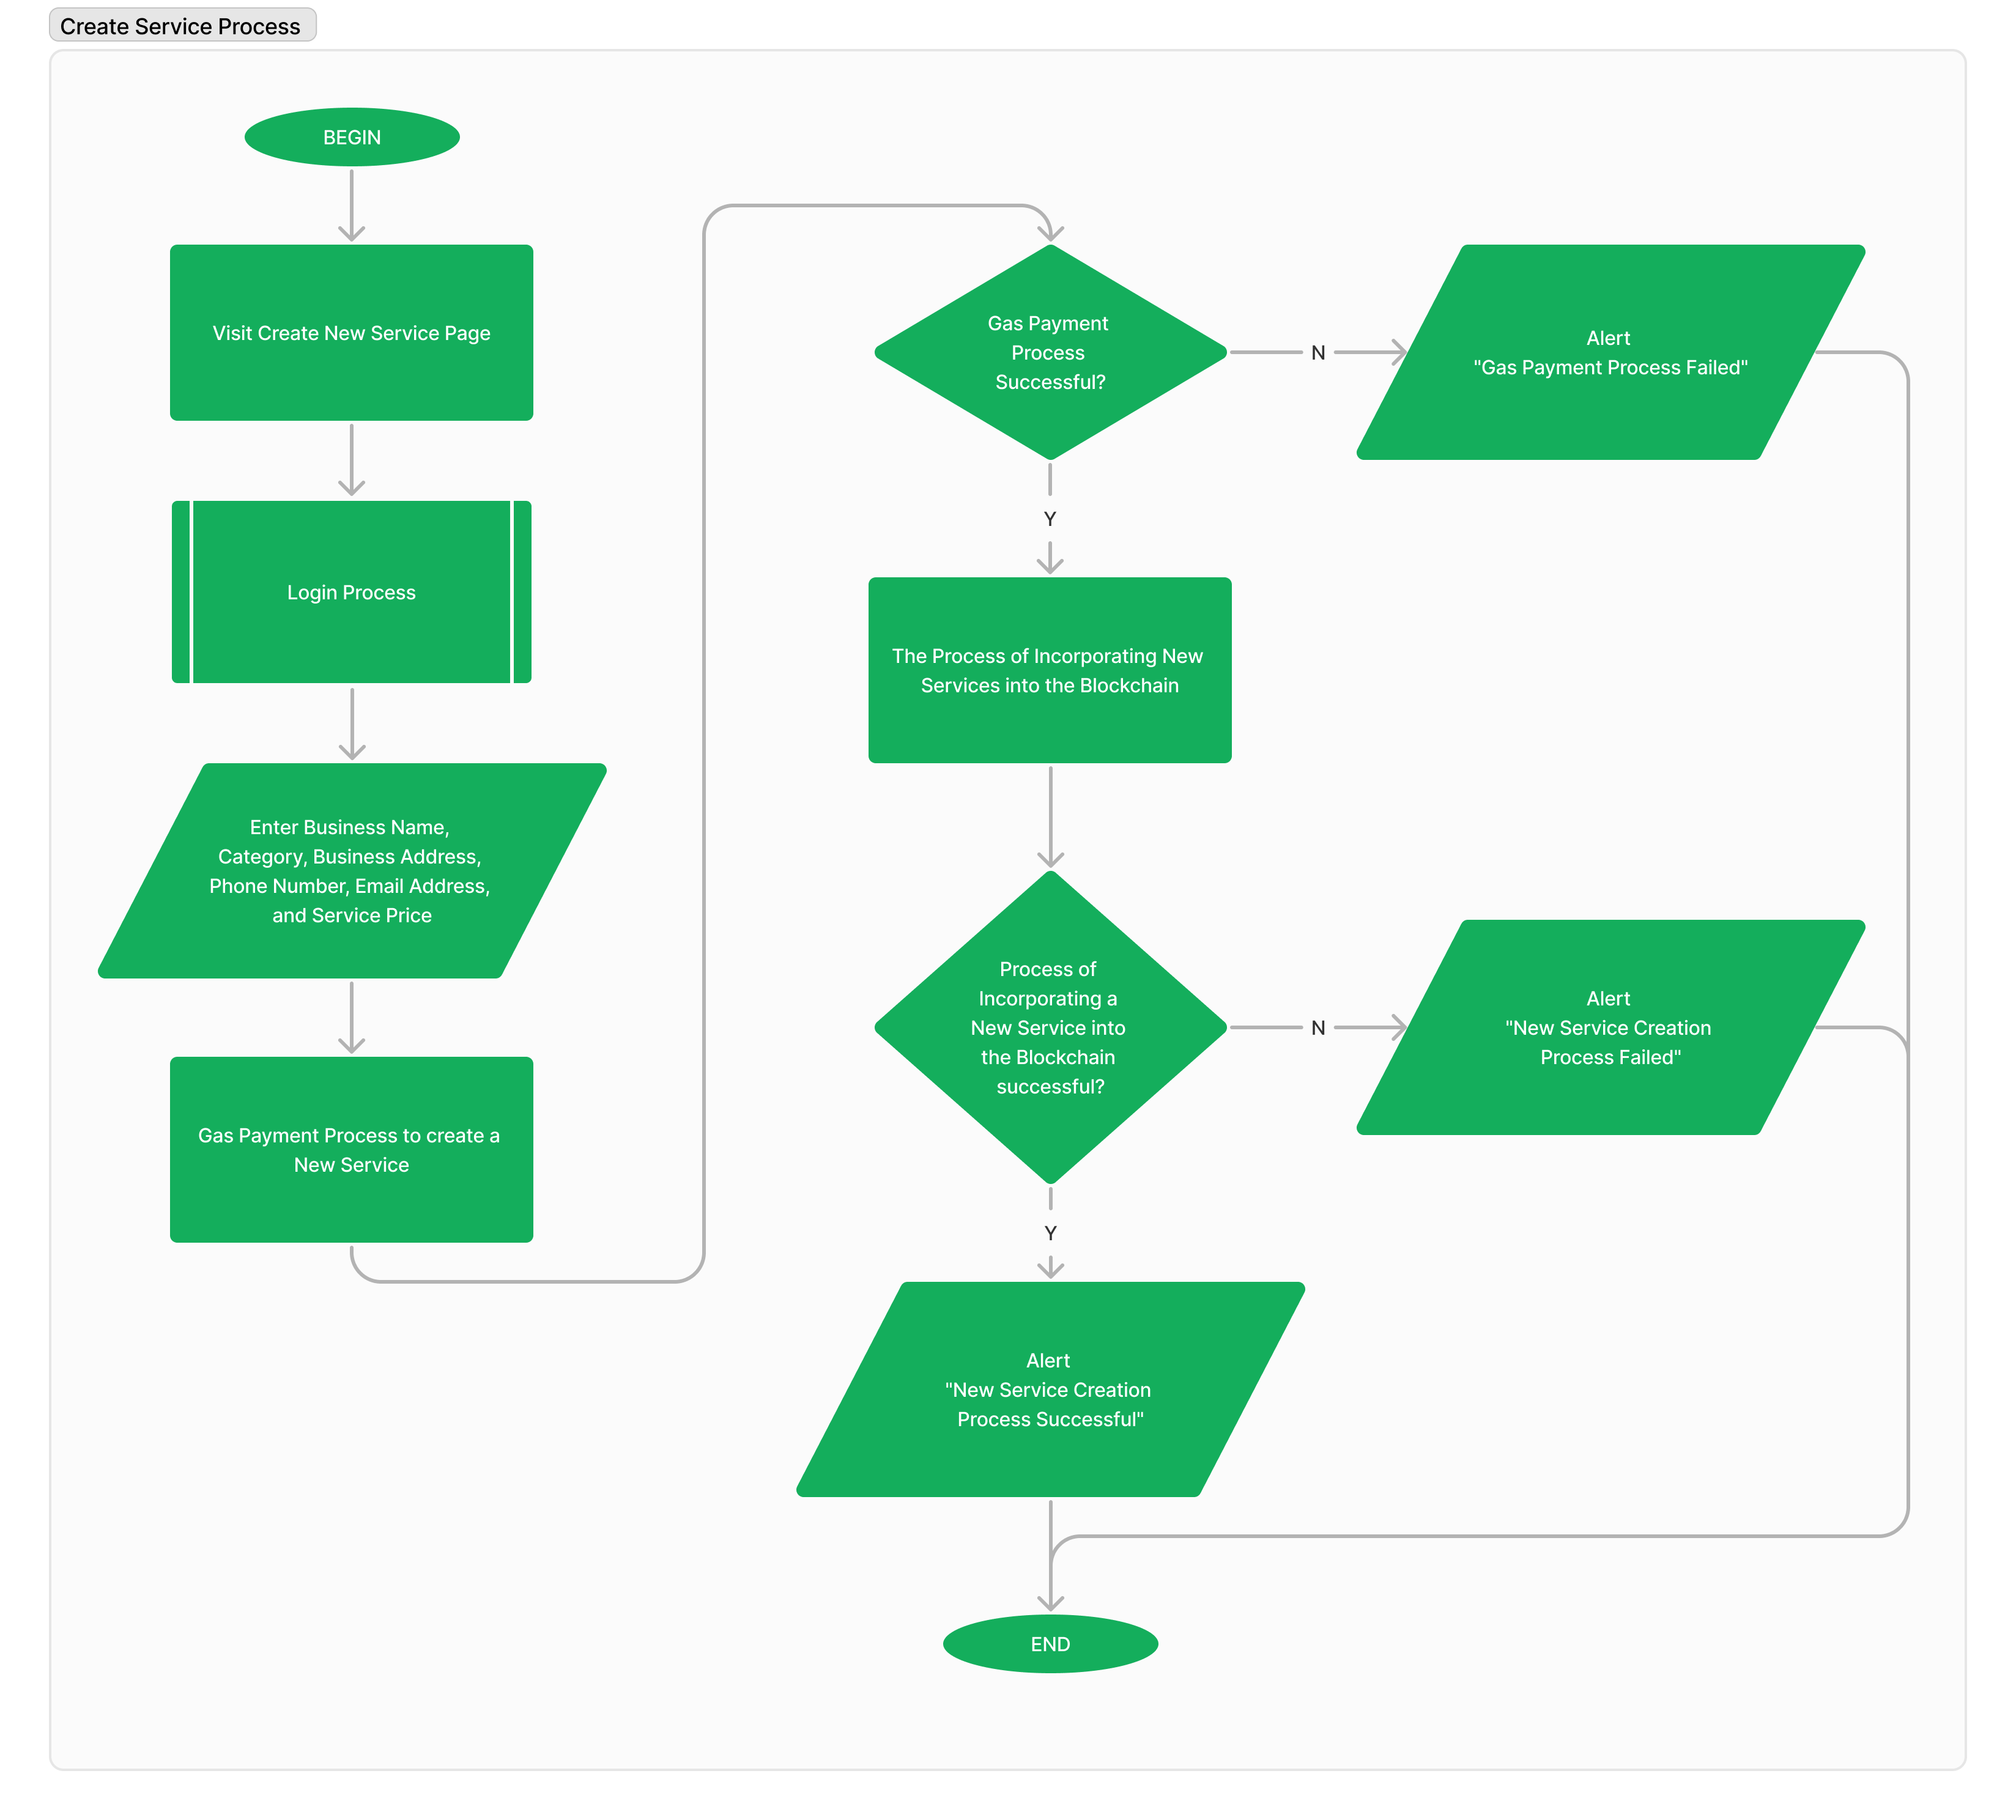 Create Service Process
BEGIN
Visit Create New Service Page
Login Process
Enter Business Name,
Category, Business Address,
Phone Number, Email Address,
and Service Price
Gas Payment Process to create a
New Service
Gas Payment
Process
Successful?
N
Alert
"Gas Payment Process Failed"
Y
The Process of Incorporating New
Services into the Blockchain
Process of
Incorporating a
New Service into
the Blockchain
successful?
N
Alert
"New Service Creation
Process Failed"
Y
Alert
"New Service Creation
Process Successful"
END